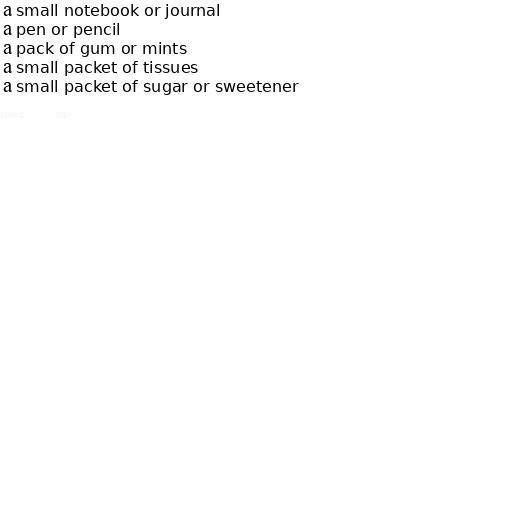 a small notebook or journal
a pen or pencil
a pack of gum or mints
a small packet of tissues
a small packet of sugar or sweetener